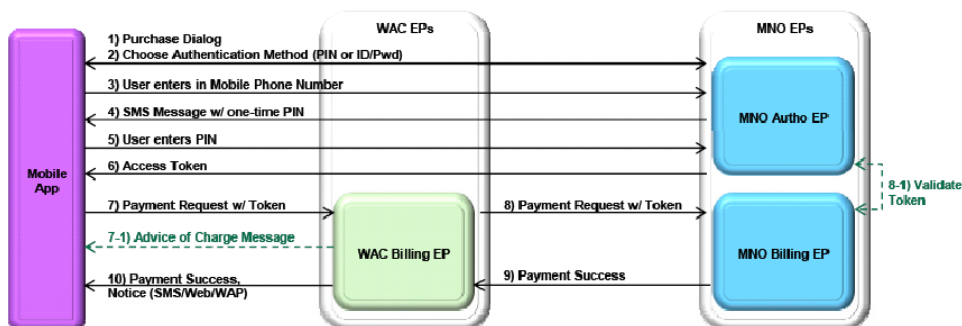 WAC EPs
MNO EPs
1) Purchase Dialog
2) Choose Authentication Method (PIN or ID/Pwd)
3) User enters in Mobile Phone Number
4) SMS Message w/ one-time PIN
MNO Autho EP
5) User enters PIN
6) Access Token
Mobile
App
8-1) Validate
Token
7) Payment Request w/ Token
8) Payment Request w/ Token
7-1) Advice of Charge Message
WAC Billing EP
MNO Billing EP
10) Payment Success,
Notice (SMS/Web/WAP)
9) Payment Success